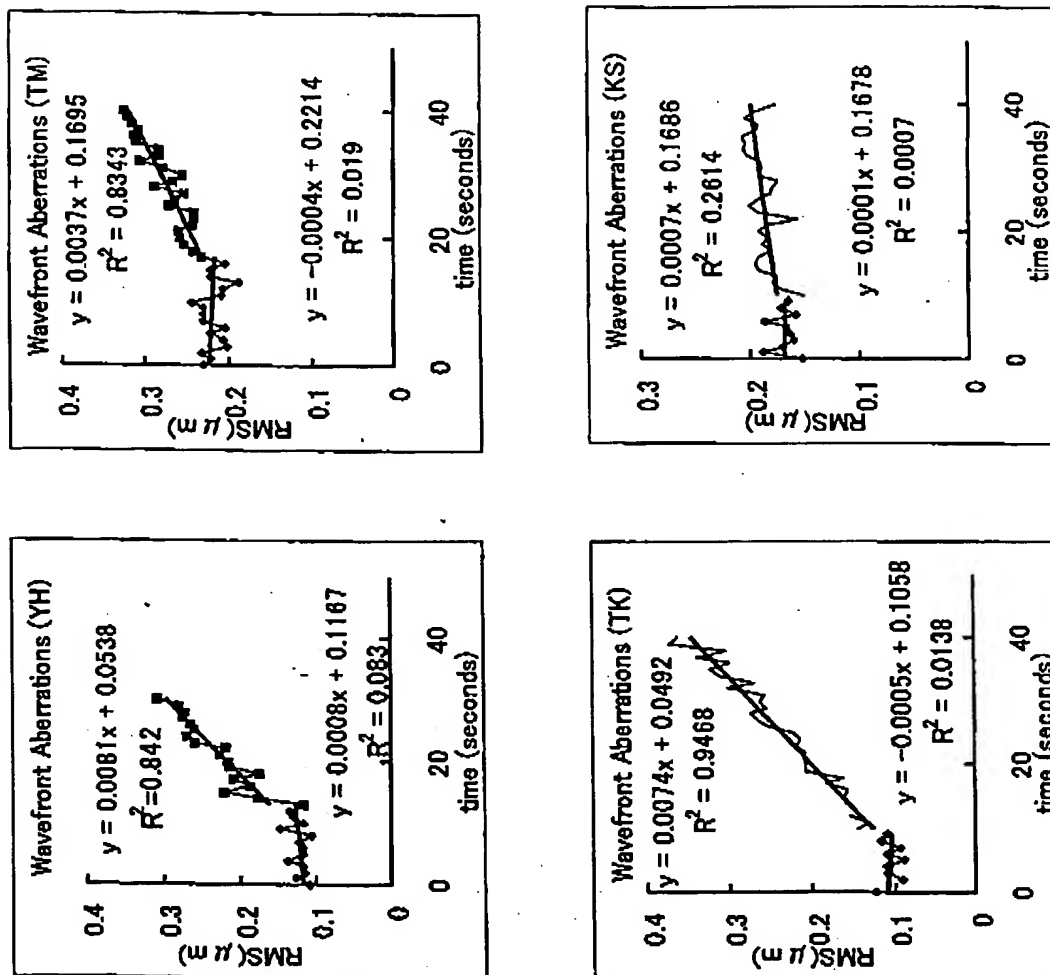 Wavefront Aberrations (YH)
y = 0.0081x + 0.0538
R²=0.842
y = 0.0008x + 0.1167
R² = 0.083
RMS(μm)
0.4
0.3
0.2
0.1
0
0
20
40
time (seconds)
Wavefront Aberrations (TM)
y = 0.0037x + 0.1695
R² = 0.8343
y = −0.0004x + 0.2214
R² = 0.019
RMS(μm)
0.4
0.3
0.2
0.1
0
0
20
40
time (seconds)
Wavefront Aberrations (TK)
y = 0.0074x + 0.0492
R² = 0.9468
y = −0.0005x + 0.1058
R² = 0.0138
RMS(μm)
0.4
0.3
0.2
0.1
0
0
20
40
time (seconds)
Wavefront Aberrations (KS)
y = 0.0007x + 0.1686
R² = 0.2614
y = 0.0001x + 0.1678
R² = 0.0007
RMS(μm)
0.3
0.2
0.1
0
0
20
40
time (seconds)